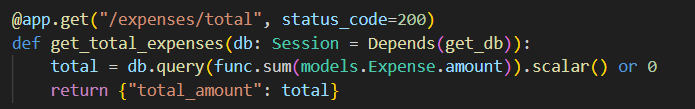 @app.get("/expenses/total", status_code=200)
def get_total_expenses(db: Session = Depends(get_db)):
    total = db.query(func.sum(models.Expense.amount)).scalar() or 0
    return {"total_amount": total}